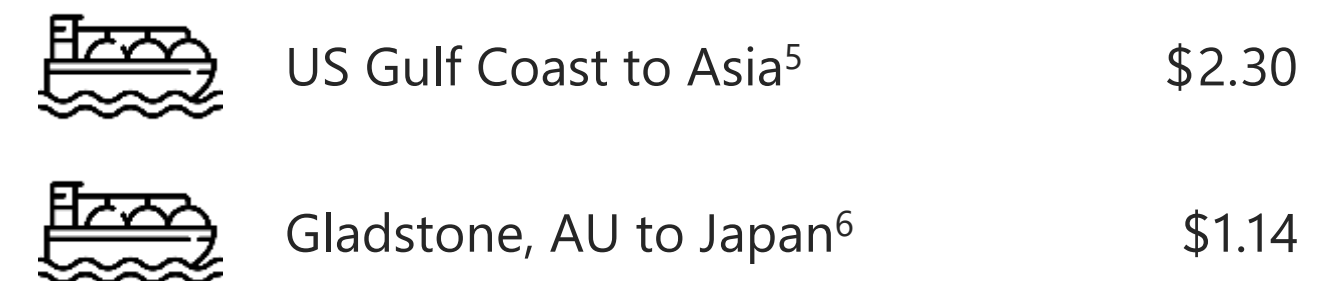 US Gulf Coast to Asia⁵ $2.30
Gladstone, AU to Japan⁶ $1.14